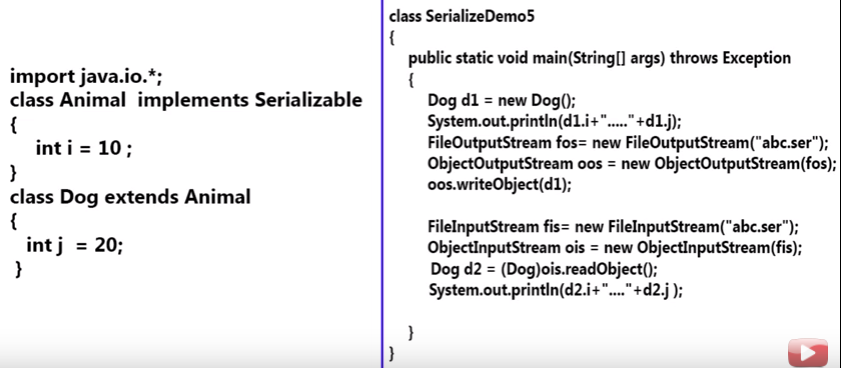 import java.io.*;
class Animal  implements Serializable
{
int i = 10 ;
}
class Dog extends Animal
{
int j  = 20;
}
class SerializeDemo5
{
public static void main(String[] args) throws Exception
{
Dog d1 = new Dog();
System.out.println(d1.i+"....."+d1.j);
FileOutputStream fos= new FileOutputStream("abc.ser");
ObjectOutputStream oos = new ObjectOutputStream(fos);
oos.writeObject(d1);
FileInputStream fis= new FileInputStream("abc.ser");
ObjectInputStream ois = new ObjectInputStream(fis);
Dog d2 = (Dog)ois.readObject();
System.out.println(d2.i+"...."+d2.j );
}
}